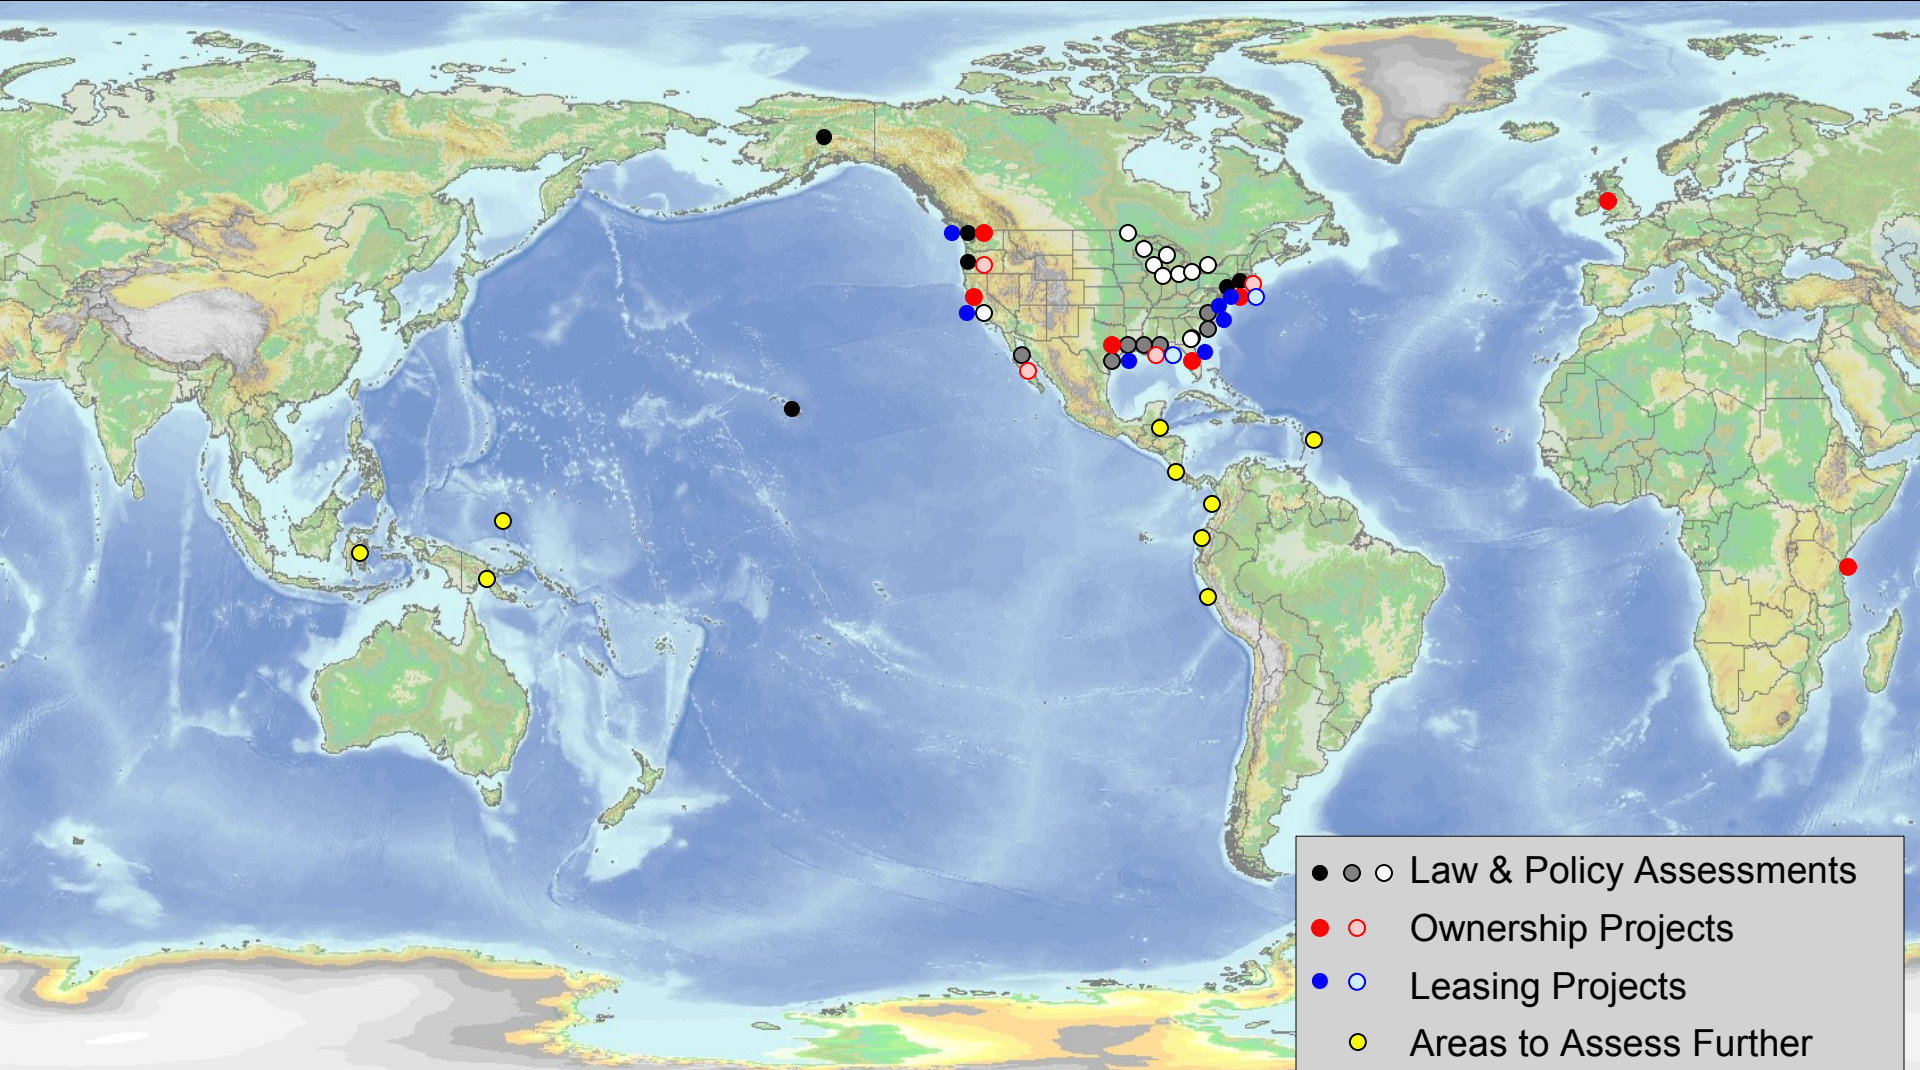 Law & Policy Assessments
Ownership Projects
Leasing Projects
Areas to Assess Further